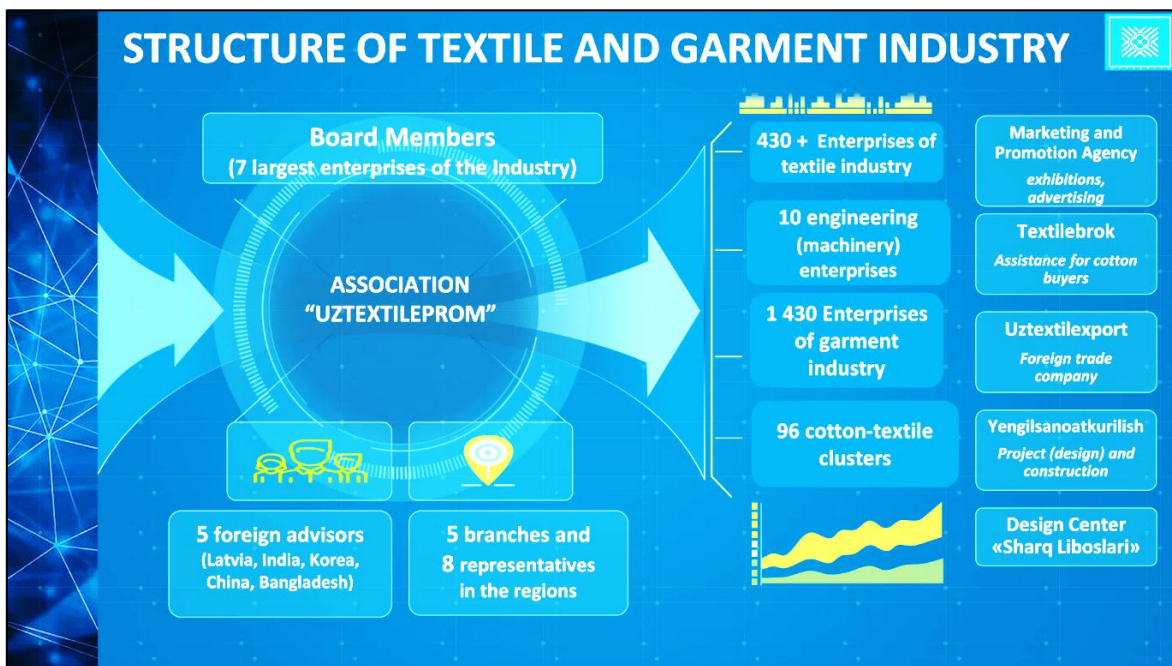 STRUCTURE OF TEXTILE AND GARMENT INDUSTRY
Board Members
(7 largest enterprises of the Industry)
ASSOCIATION
“UZTEXTILEPROM”
5 foreign advisors
(Latvia, India, Korea,
China, Bangladesh)
5 branches and
8 representatives
in the regions
430 + Enterprises of
textile industry
10 engineering
(machinery)
enterprises
1 430 Enterprises
of garment
industry
96 cotton-textile
clusters
Marketing and
Promotion Agency
exhibitions,
advertising
Textilebrok
Assistance for cotton
buyers
Uztextilexport
Foreign trade
company
Yengilsanoatkurilish
Project (design) and
construction
Design Center
«Sharq Liboslari»